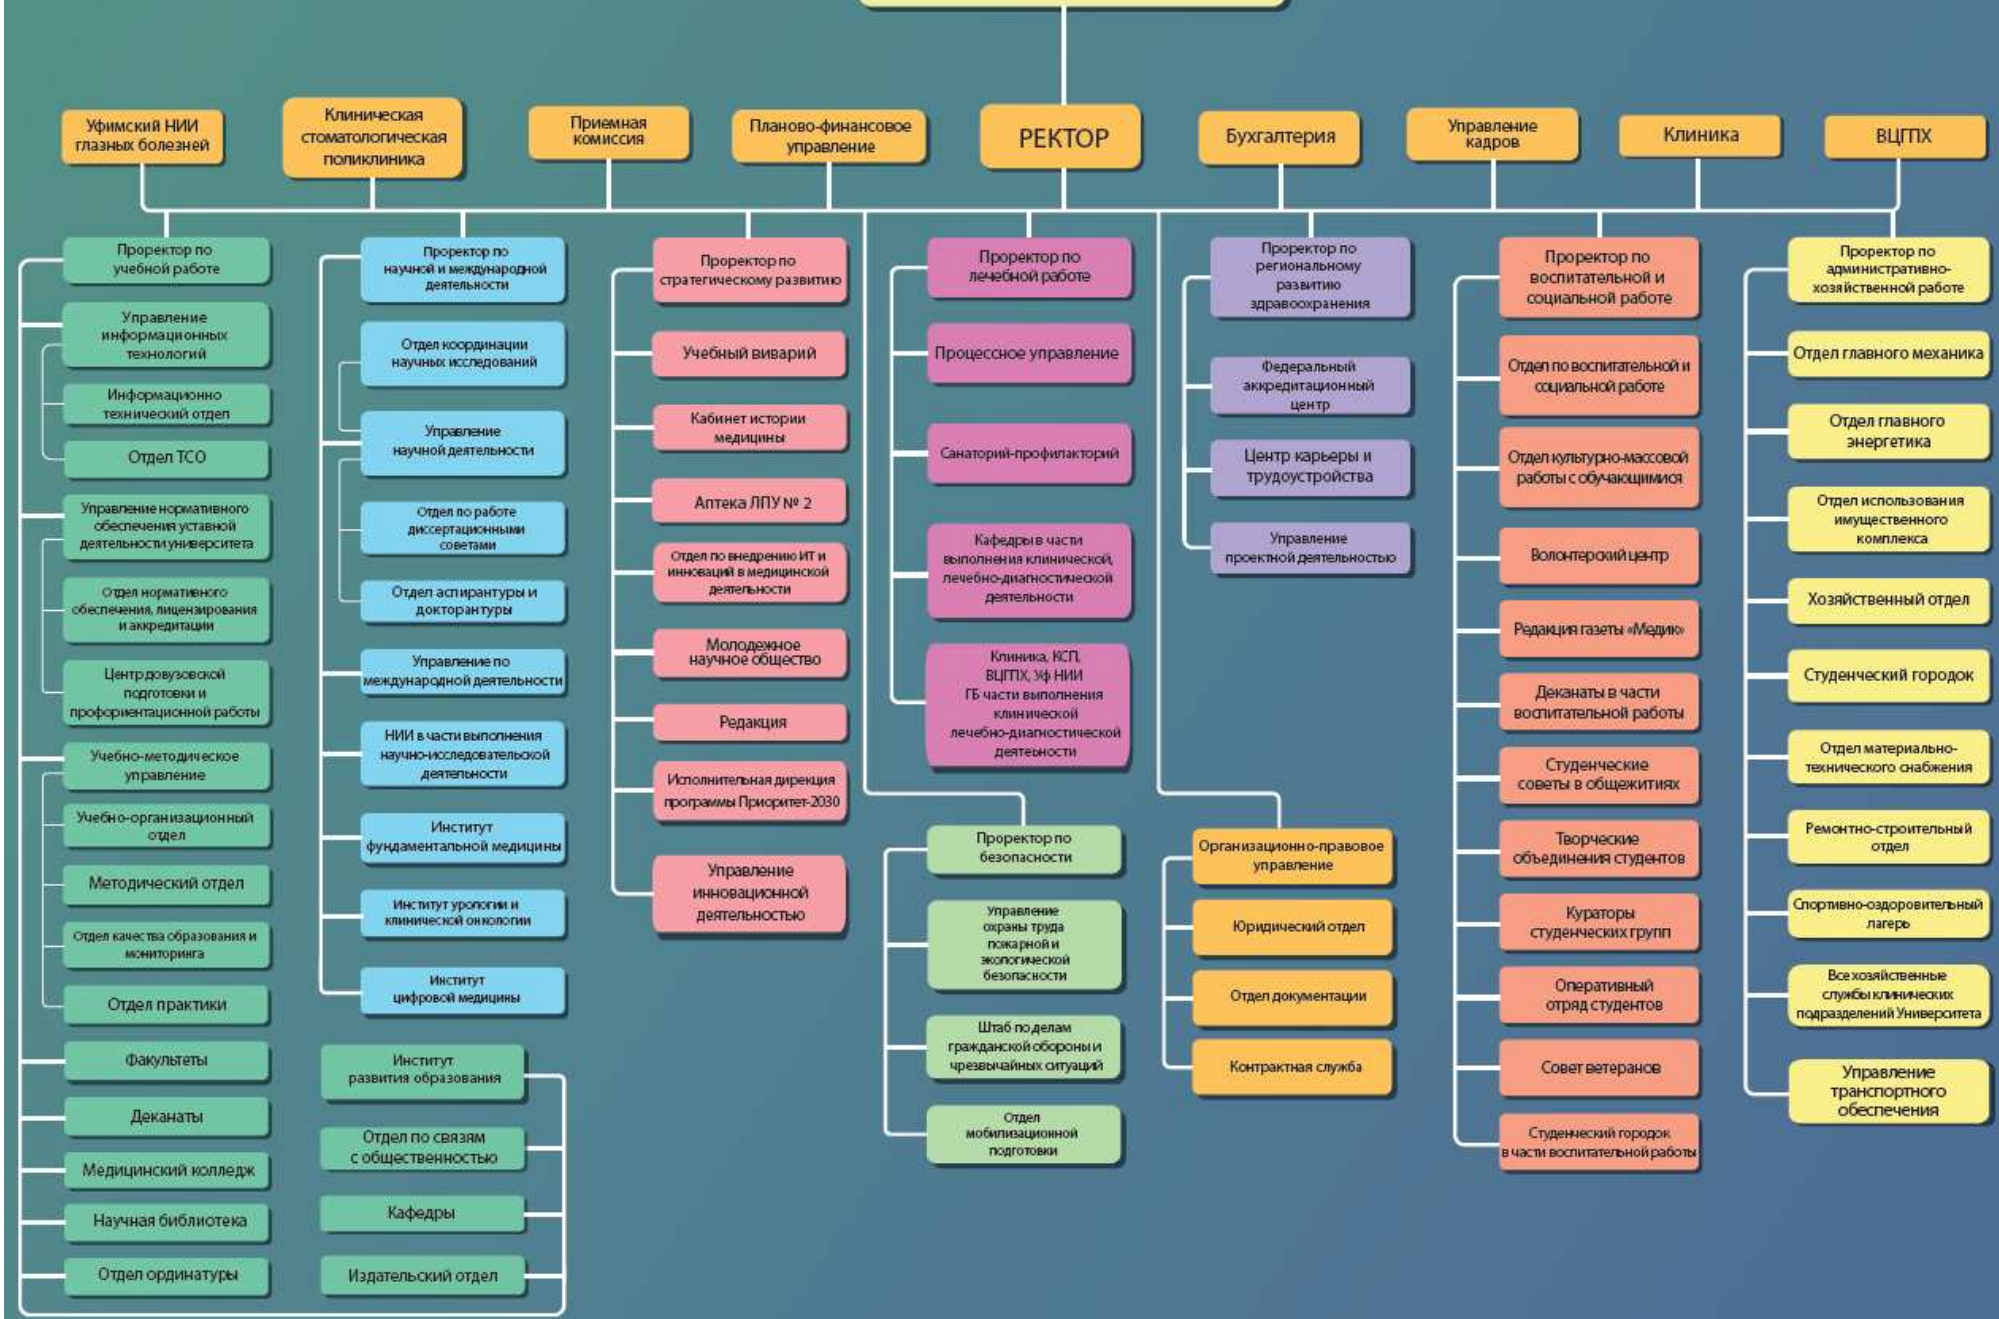 Уфимский НИИ
глазных болезней
Клиническая
стоматологическая
поликлиника
Приемная
комиссия
Планово-финансовое
управление
РЕКТОР
Бухгалтерия
Управление
кадров
Клиника
ВЦГПХ
Проректор по
учебной работе
Управление
информационных
технологий
Информационно
технический отдел
Отдел ТСО
Управление нормативного
обеспечения уставной
деятельности университета
Отдел нормативного
обеспечения, лицензирования
и аккредитации
Центр довузовской
подготовки и
профориентационной работы
Учебно-методическое
управление
Учебно-организационный
отдел
Методический отдел
Отдел качества образования и
мониторинга
Отдел практики
Факультеты
Деканаты
Медицинский колледж
Научная библиотека
Отдел ординатуры
Проректор по
научной и международной
деятельности
Отдел координации
научных исследований
Управление
научной деятельности
Отдел по работе
диссертационными
советами
Отдел аспирантуры и
докторантуры
Управление по
международной деятельности
НИИ в части выполнения
научно-исследовательской
деятельности
Институт
фундаментальной медицины
Институт урологии и
клинической онкологии
Институт
цифровой медицины
Институт
развития образования
Отдел по связям
с общественностью
Кафедры
Издательский отдел
Проректор по
стратегическому развитию
Учебный виварий
Кабинет истории
медицины
Аптека ЛПУ № 2
Отдел по внедрению ИТ и
инноваций в медицинской
деятельности
Молодежное
научное общество
Редакция
Исполнительная дирекция
программы Приоритет-2030
Управление
инновационной
деятельностью
Проректор по
лечебной работе
Процессное управление
Санаторий-профилакторий
Кафедры в части
выполнения клинической,
лечебно-диагностической
деятельности
Клиника, КСП,
ВЦГПХ, Уф НИИ
ГБ части выполнения
клинической
лечебно-диагностической
деятеьности
Проректор по
безопасности
Управление
охраны труда
пожарной и
экологической
безопасности
Штаб по делам
гражданской обороны и
чрезвычайных ситуаций
Отдел
мобилизационной
подготовки
Проректор по
региональному
развитию
здравоохранения
Федеральный
аккредитационный
центр
Центр карьеры и
трудоустройства
Управление
проектной деятельностью
Организационно-правовое
управление
Юридический отдел
Отдел документации
Контрактная служба
Проректор по
воспитательной и
социальной работе
Отдел по воспитательной и
социальной работе
Отдел культурно-массовой
работы с обучающимися
Волонтерский центр
Редакция газеты «Медик»
Деканаты в части
воспитательной работы
Студенческие
советы в общежитиях
Творческие
объединения студентов
Кураторы
студенческих групп
Оперативный
отряд студентов
Совет ветеранов
Студенческий городок
в части воспитательной работы
Проректор по
административно-
хозяйственной работе
Отдел главного механика
Отдел главного
энергетика
Отдел использования
имущественного
комплекса
Хозяйственный отдел
Студенческий городок
Отдел материально-
технического снабжения
Ремонтно-строительный
отдел
Спортивно-оздоровительный
лагерь
Все хозяйственные
службы клинических
подразделений Университета
Управление
транспортного
обеспечения